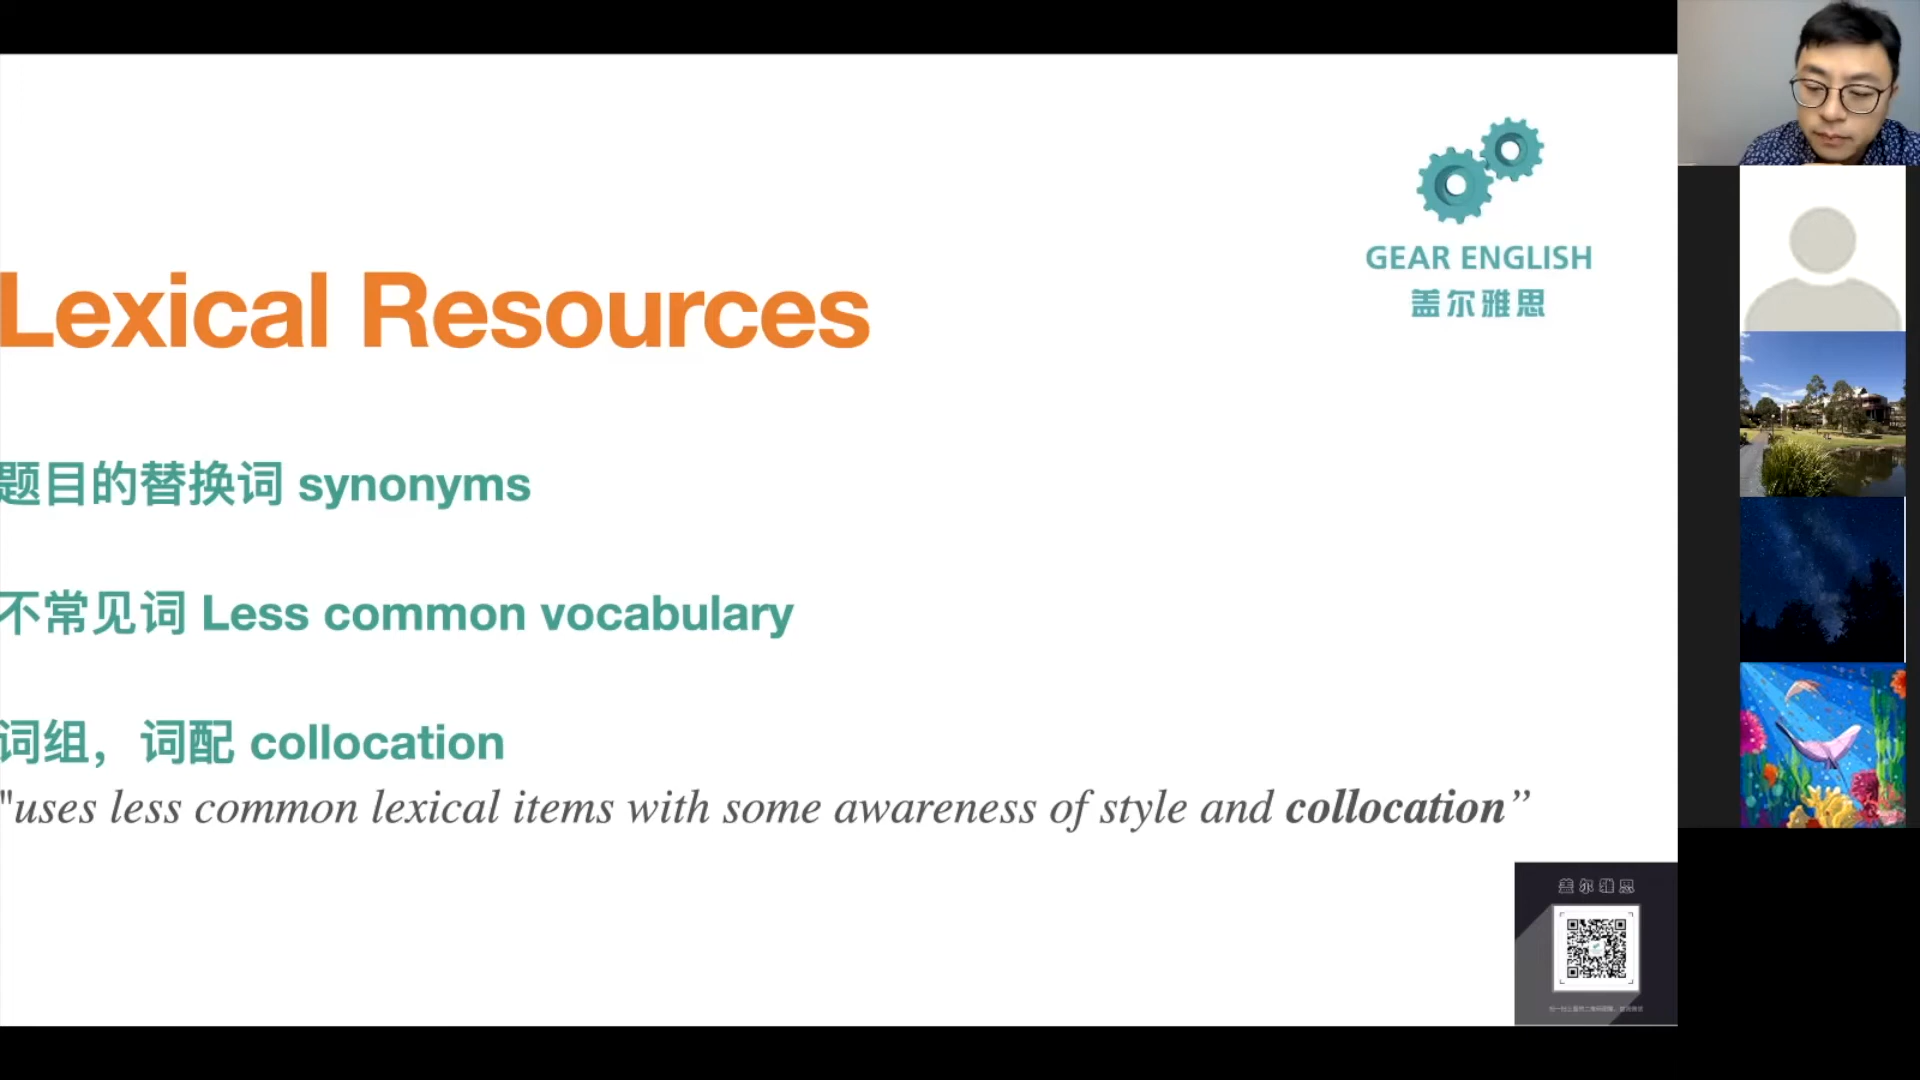 GEAR ENGLISH
盖尔雅思
Lexical Resources
题目的替换词 synonyms
不常见词 Less common vocabulary
词组，词配 collocation
"uses less common lexical items with some awareness of style and collocation”
盖尔雅思